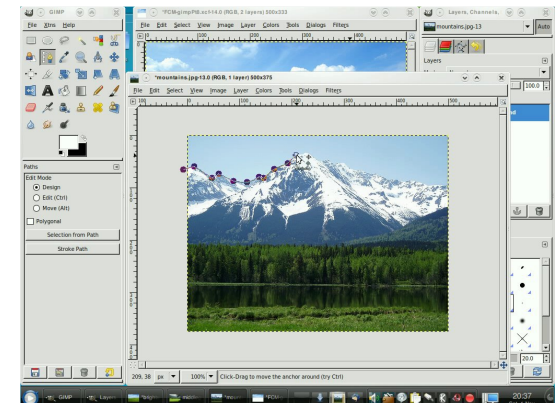 GIMP
*FCM-gimpPt8.xcf-14.0 (RGB, 2 layers) 500x333
Layers, Channels,
File Xtns Help
File Edit Select View Image Layer Colors Tools Dialogs Filters
mountains.jpg-13
Auto
Layers
*mountains.jpg-13.0 (RGB, 1 layer) 500x375
100.0
File Edit Select View Image Layer Colors Tools Dialogs Filters
Paths
Edit Mode
Design
Edit (Ctrl)
Move (Alt)
Polygonal
Selection from Path
Stroke Path
20.0
209, 38 px 100% Click-Drag to move the anchor around (try Ctrl)
GIMP
20:37